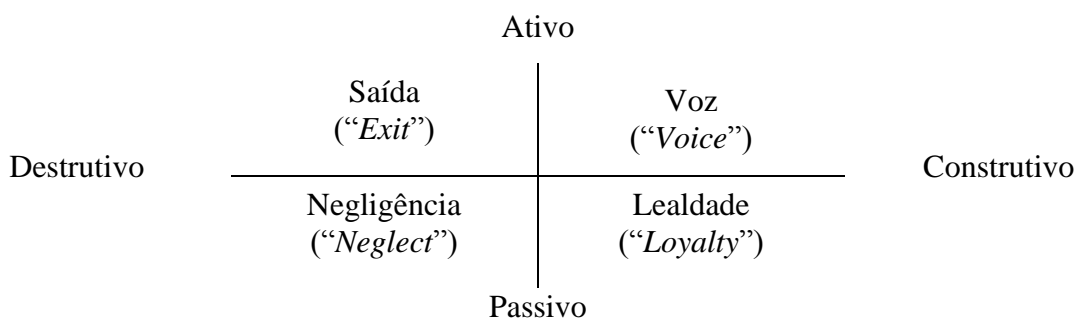 Ativo
Saída
Voz
(“Exit”)
(“Voice”)
Destrutivo
Construtivo
Negligência
Lealdade
(“Neglect”)
(“Loyalty”)
Passivo